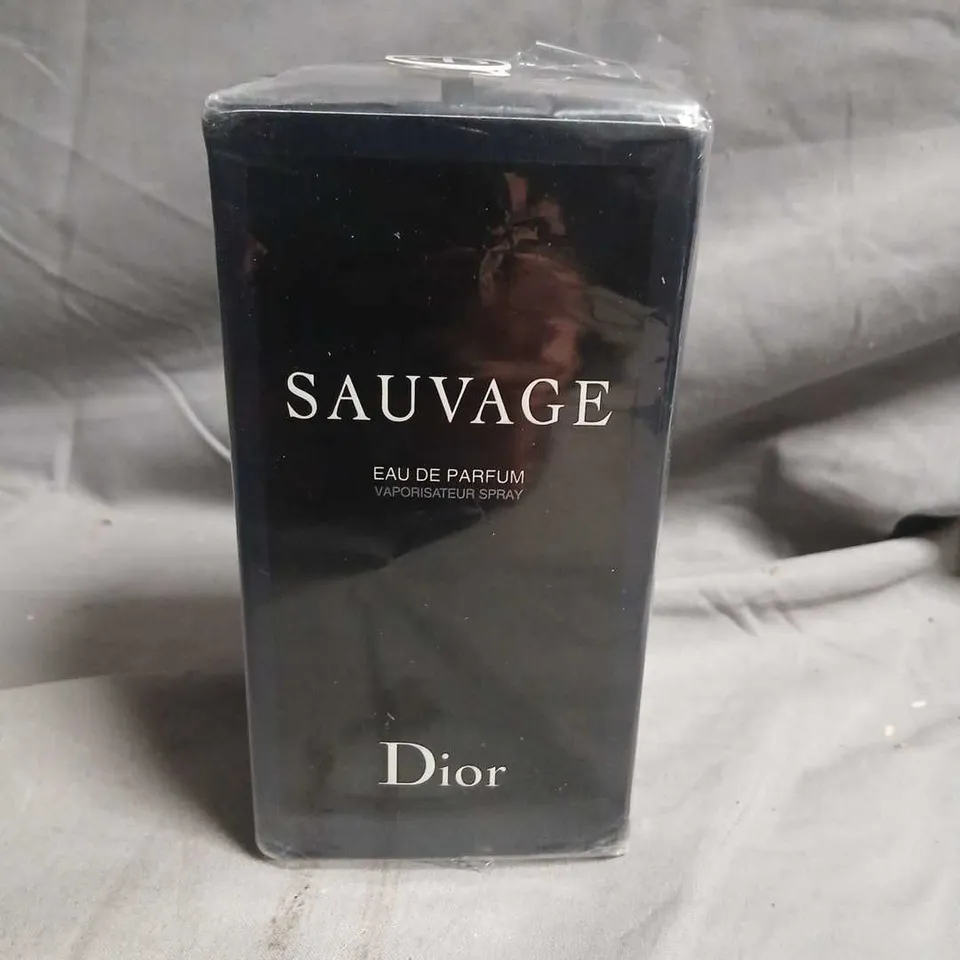 SAUVAGE
EAU DE PARFUM
VAPORISATEUR SPRAY
Dior